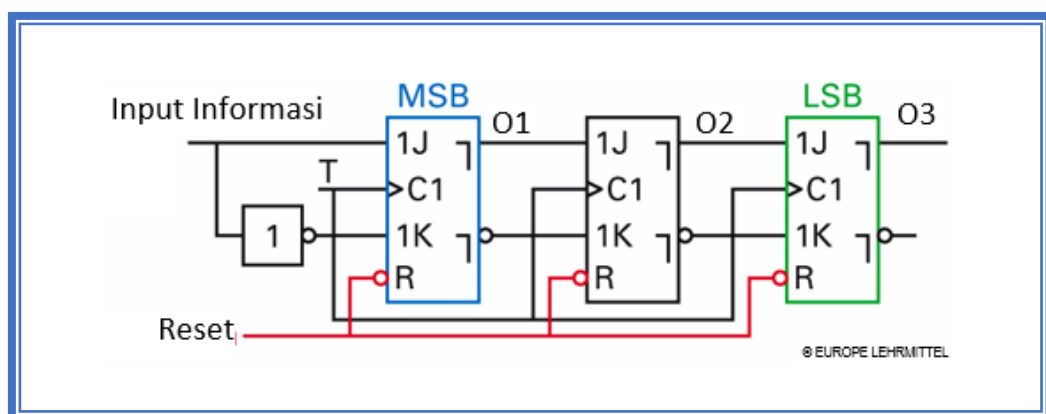 MSB LSB
Input Informasi O1 O2 O3
1J ┐ 1J ┐ 1J ┐
T C1 C1 C1
1 1K ┐ 1K ┐ 1K ┐
R R R
Reset
© EUROPE LEHRMITTEL